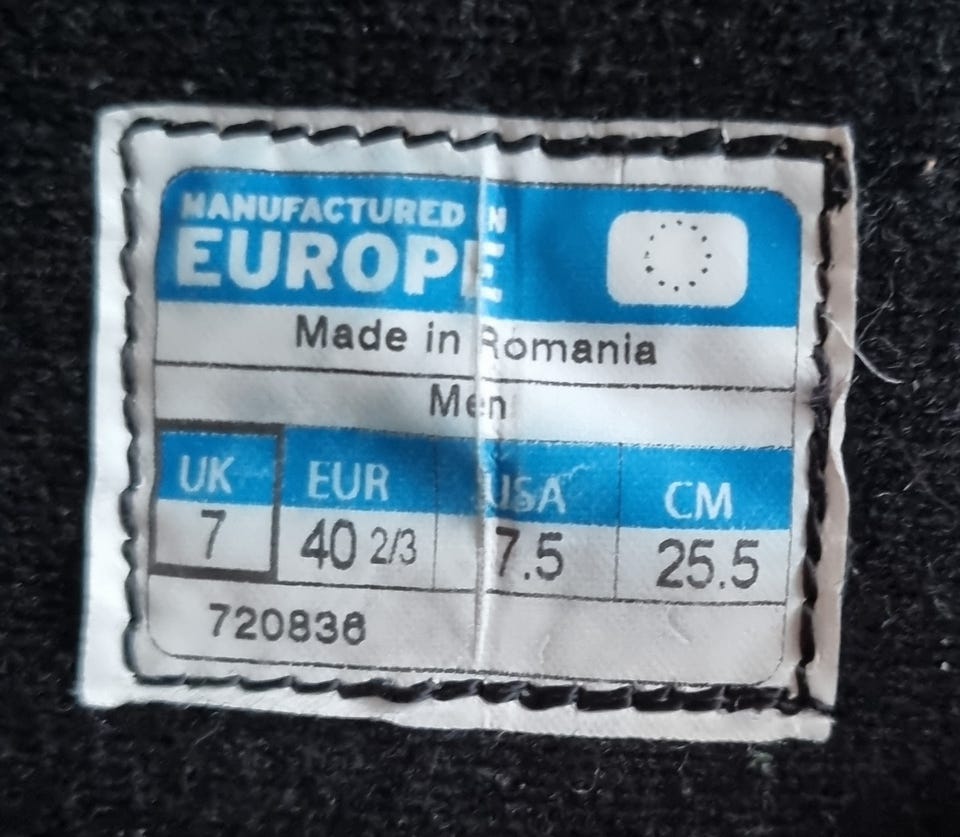 MANUFACTURED IN
EUROPE
Made in Romania
Men
UK EUR USA CM
7 40 2/3 7.5 25.5
720836